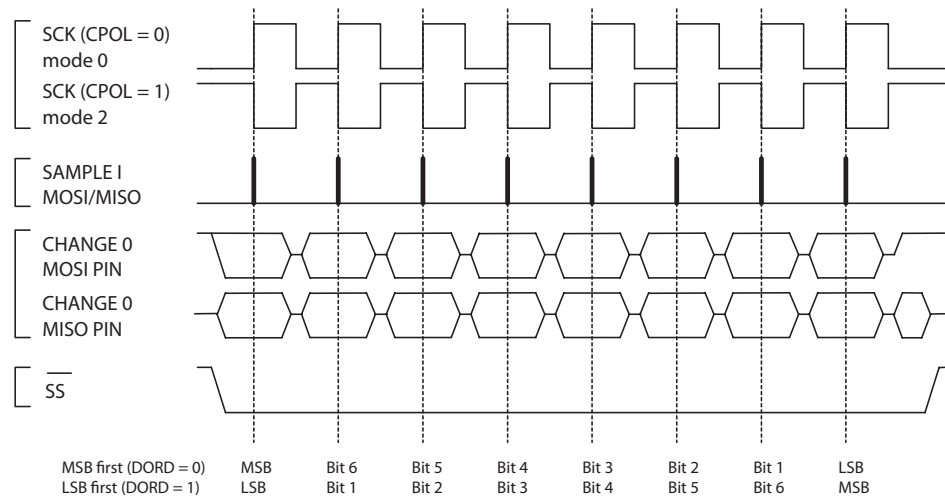 SCK (CPOL = 0)
mode 0
SCK (CPOL = 1)
mode 2
SAMPLE I
MOSI/MISO
CHANGE 0
MOSI PIN
CHANGE 0
MISO PIN
SS
MSB first (DORD = 0) MSB Bit 6 Bit 5 Bit 4 Bit 3 Bit 2 Bit 1 LSB
LSB first (DORD = 1) LSB Bit 1 Bit 2 Bit 3 Bit 4 Bit 5 Bit 6 MSB